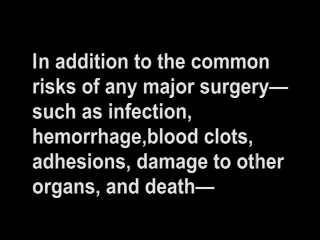 In addition to the common
risks of any major surgery—
such as infection,
hemorrhage,blood clots,
adhesions, damage to other
organs, and death—